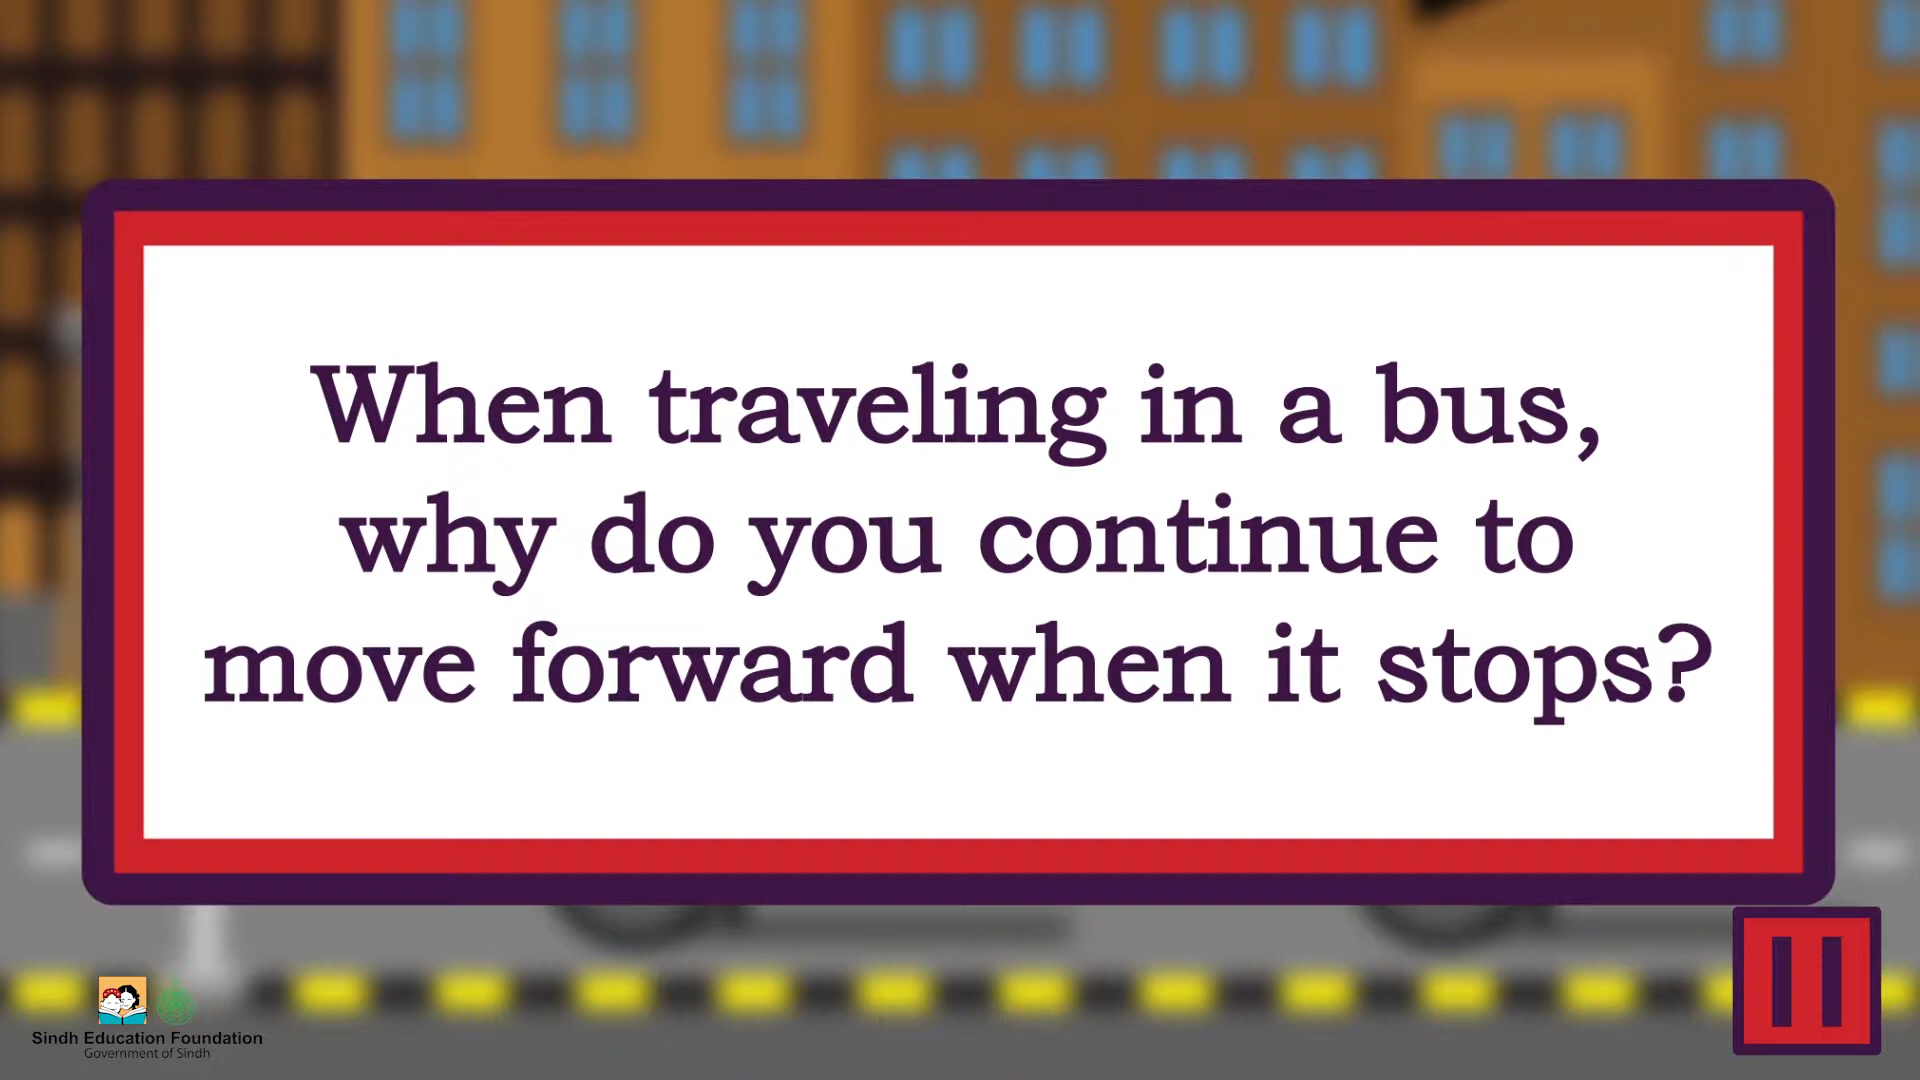 When traveling in a bus,
why do you continue to
move forward when it stops?
Sindh Education Foundation
Government of Sindh